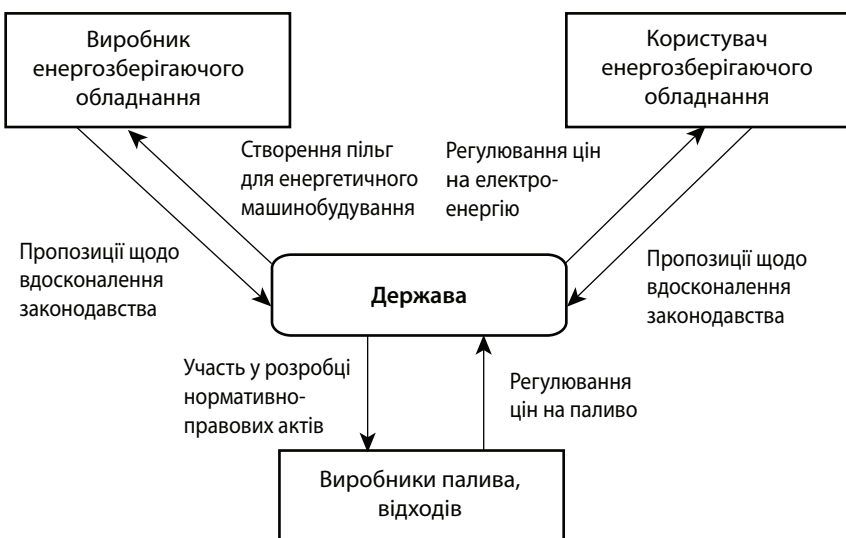 Виробник
енергозберігаючого
обладнання
Користувач
енергозберігаючого
обладнання
Створення пільг
для енергетичного
машинобудування
Регулювання цін
на електро-
енергію
Пропозиції щодо
вдосконалення
законодавства
Держава
Пропозиції щодо
вдосконалення
законодавства
Участь у розробці
нормативно-
правових актів
Регулювання
цін на паливо
Виробники палива,
відходів